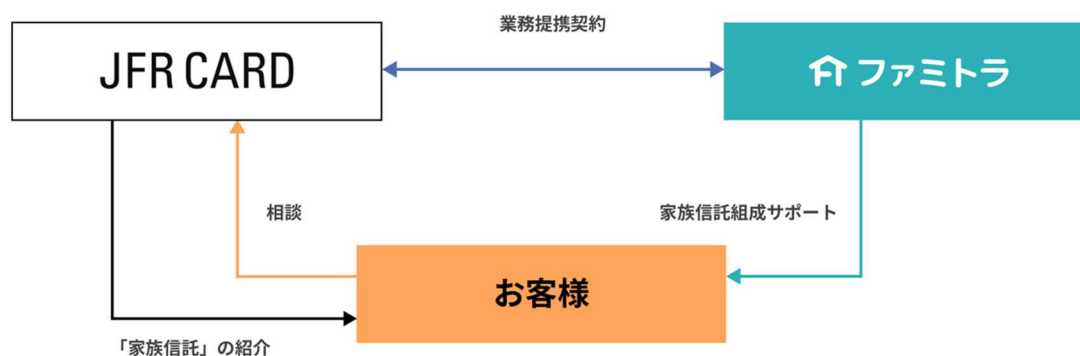 業務提携契約
JFR CARD
ファミトラ
相談
家族信託組成サポート
お客様
「家族信託」の紹介